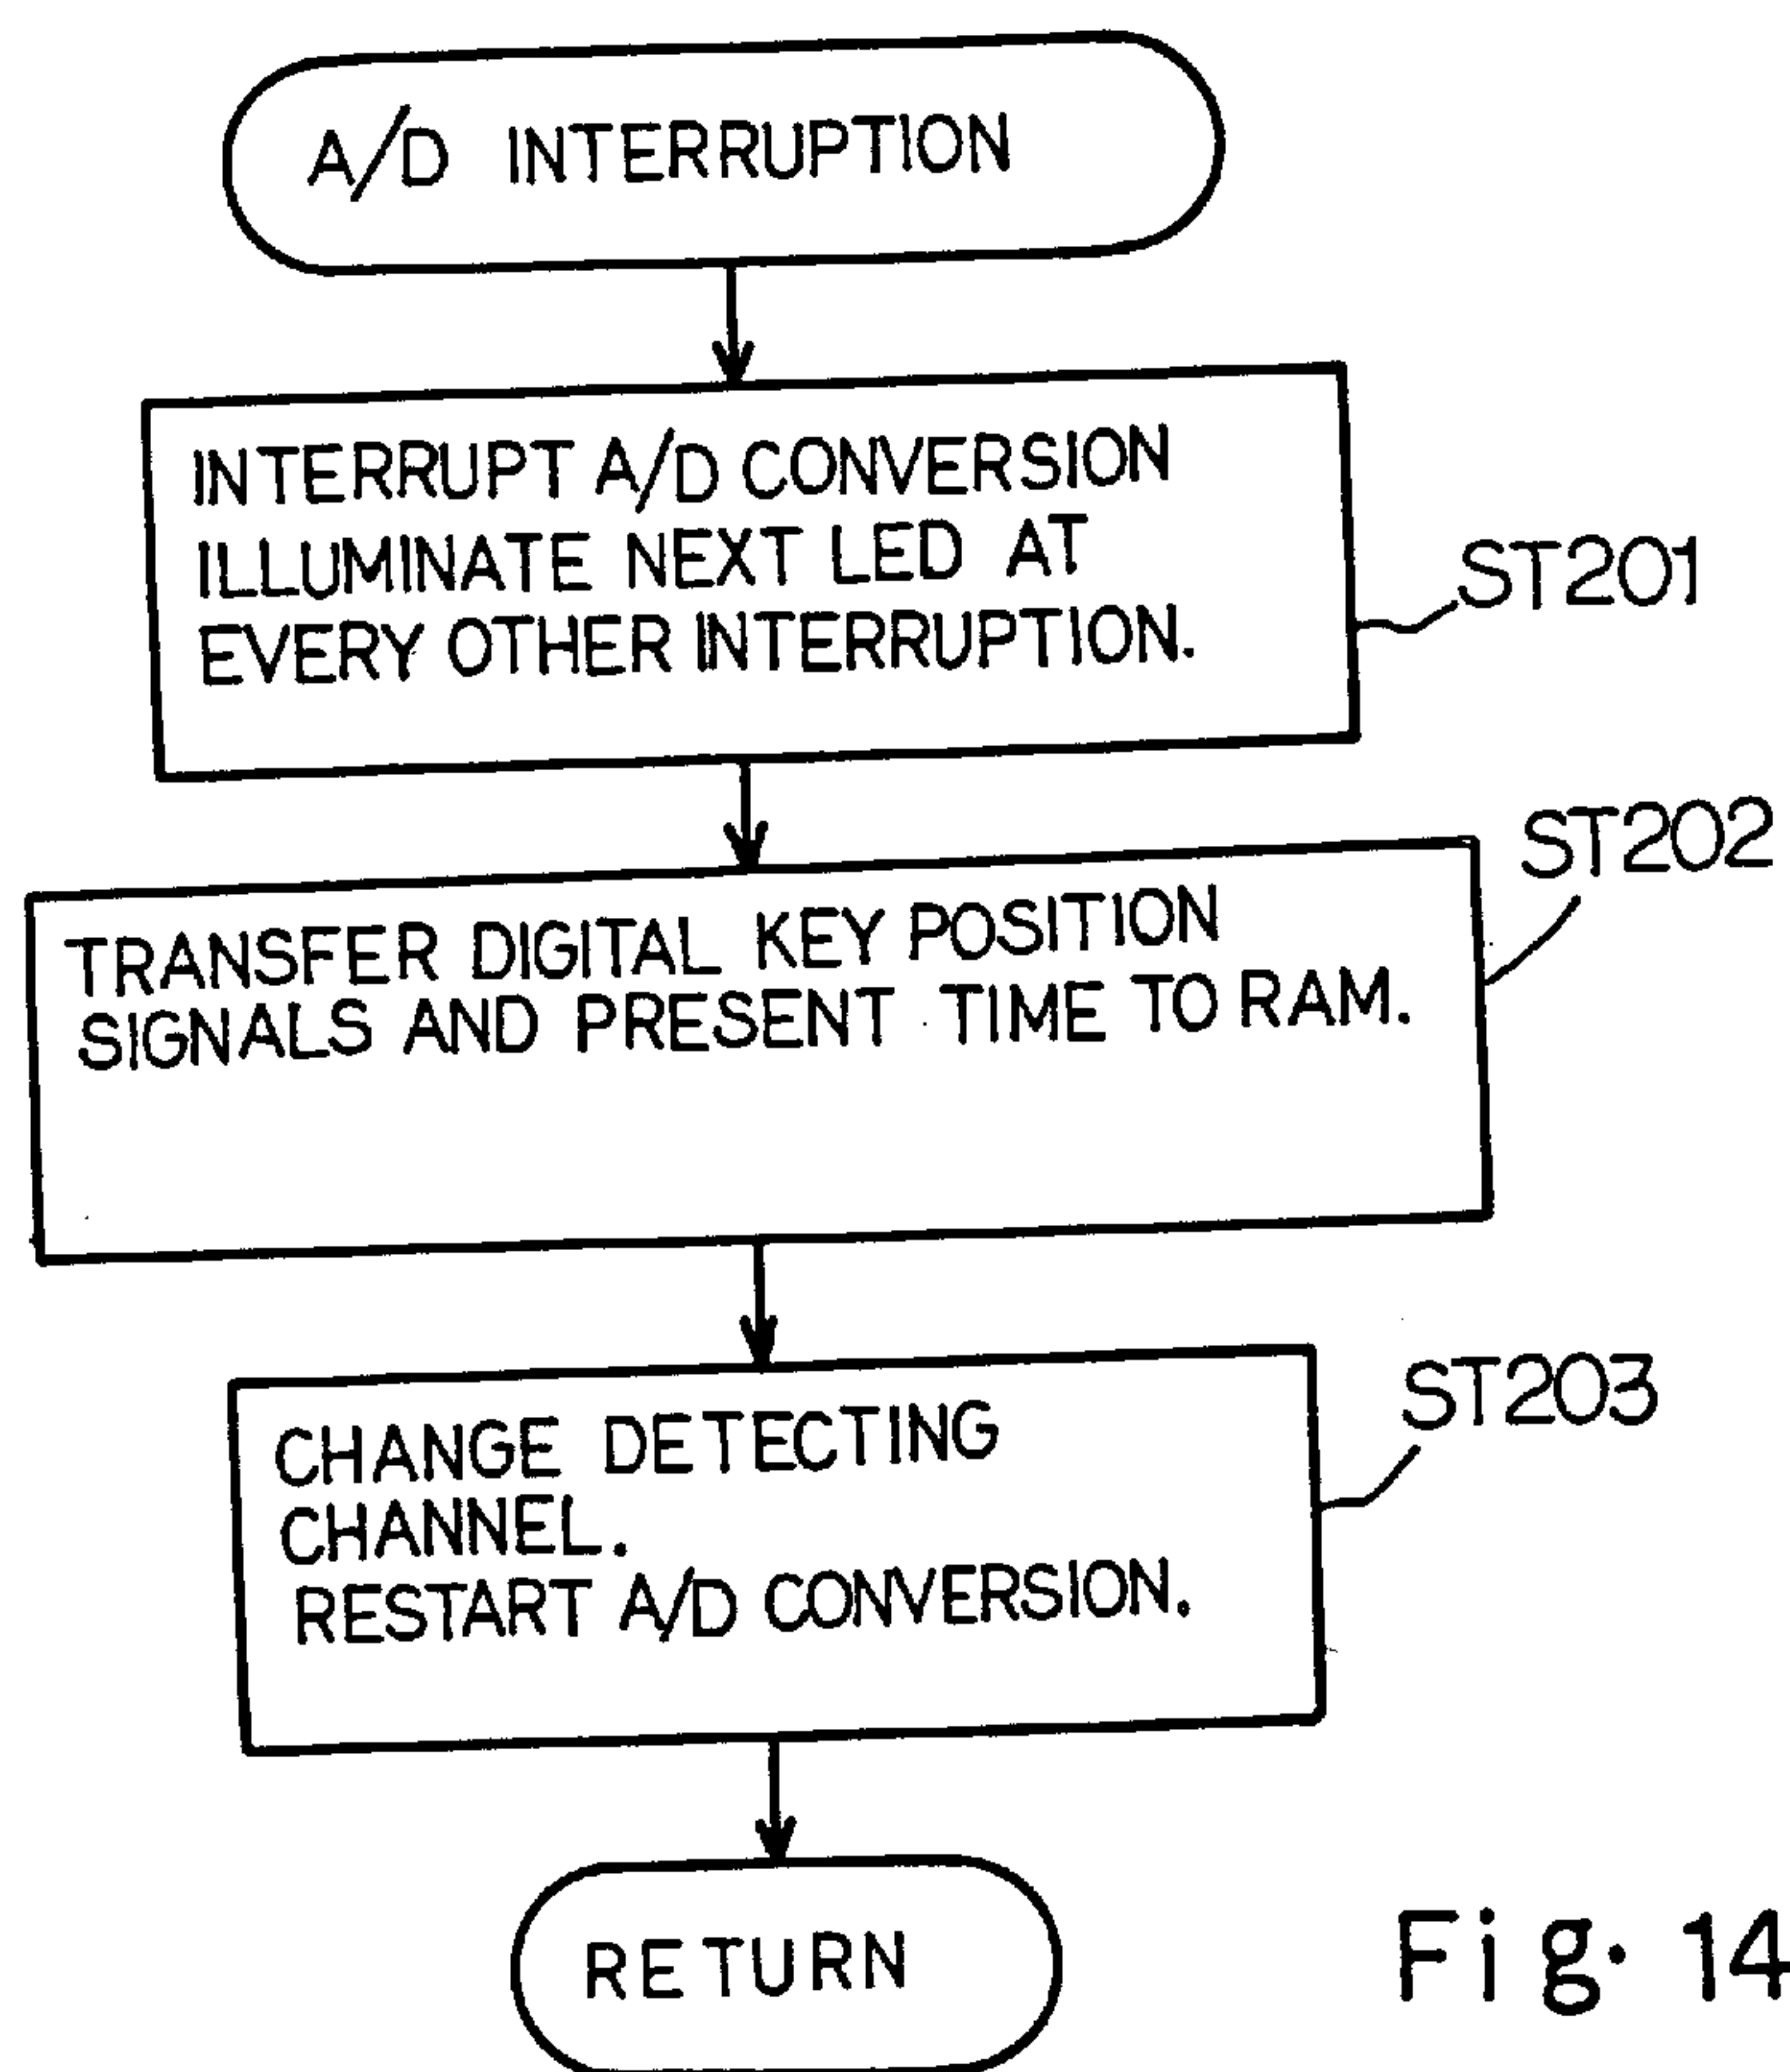 A/D INTERRUPTION
INTERRUPT A/D CONVERSION
ILLUMINATE NEXT LED AT
EVERY OTHER INTERRUPTION.
ST201
ST202
TRANSFER DIGITAL KEY POSITION
SIGNALS AND PRESENT TIME TO RAM.
ST203
CHANGE DETECTING
CHANNEL.
RESTART A/D CONVERSION.
RETURN
Fig. 14